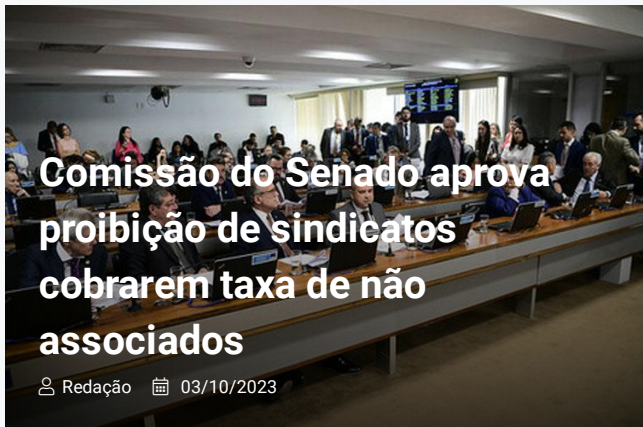 Comissão do Senado aprova
proibição de sindicatos
cobrarem taxa de não
associados
Redação 03/10/2023